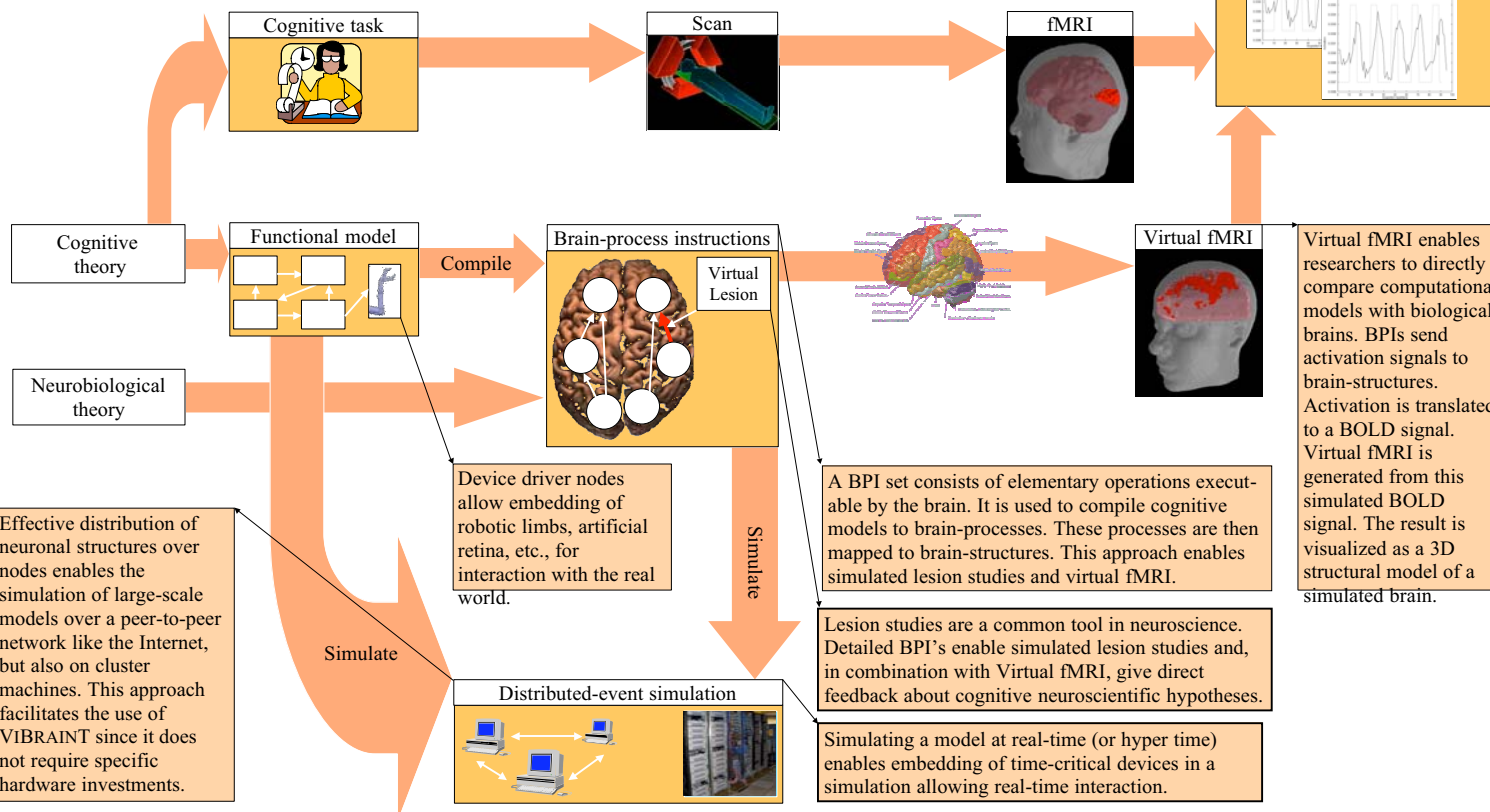 Cognitive task
Scan
fMRI
Cognitive
theory
Functional model
Compile
Brain-process instructions
Virtual
Lesion
Virtual fMRI
Neurobiological
theory
Virtual fMRI enables
researchers to directly
compare computationa
models with biological
brains. BPIs send
activation signals to
brain-structures.
Activation is translated
to a BOLD signal.
Virtual fMRI is
generated from this
simulated BOLD
signal. The result is
visualized as a 3D
structural model of a
simulated brain.
Device driver nodes
allow embedding of
robotic limbs, artificial
retina, etc., for
interaction with the real
world.
Simulate
A BPI set consists of elementary operations execut-
able by the brain. It is used to compile cognitive
models to brain-processes. These processes are then
mapped to brain-structures. This approach enables
simulated lesion studies and virtual fMRI.
Effective distribution of
neuronal structures over
nodes enables the
simulation of large-scale
models over a peer-to-peer
network like the Internet,
but also on cluster
machines. This approach
facilitates the use of
VIBRAINT since it does
not require specific
hardware investments.
Simulate
Lesion studies are a common tool in neuroscience.
Detailed BPI's enable simulated lesion studies and,
in combination with Virtual fMRI, give direct
feedback about cognitive neuroscientific hypotheses.
Distributed-event simulation
Simulating a model at real-time (or hyper time)
enables embedding of time-critical devices in a
simulation allowing real-time interaction.